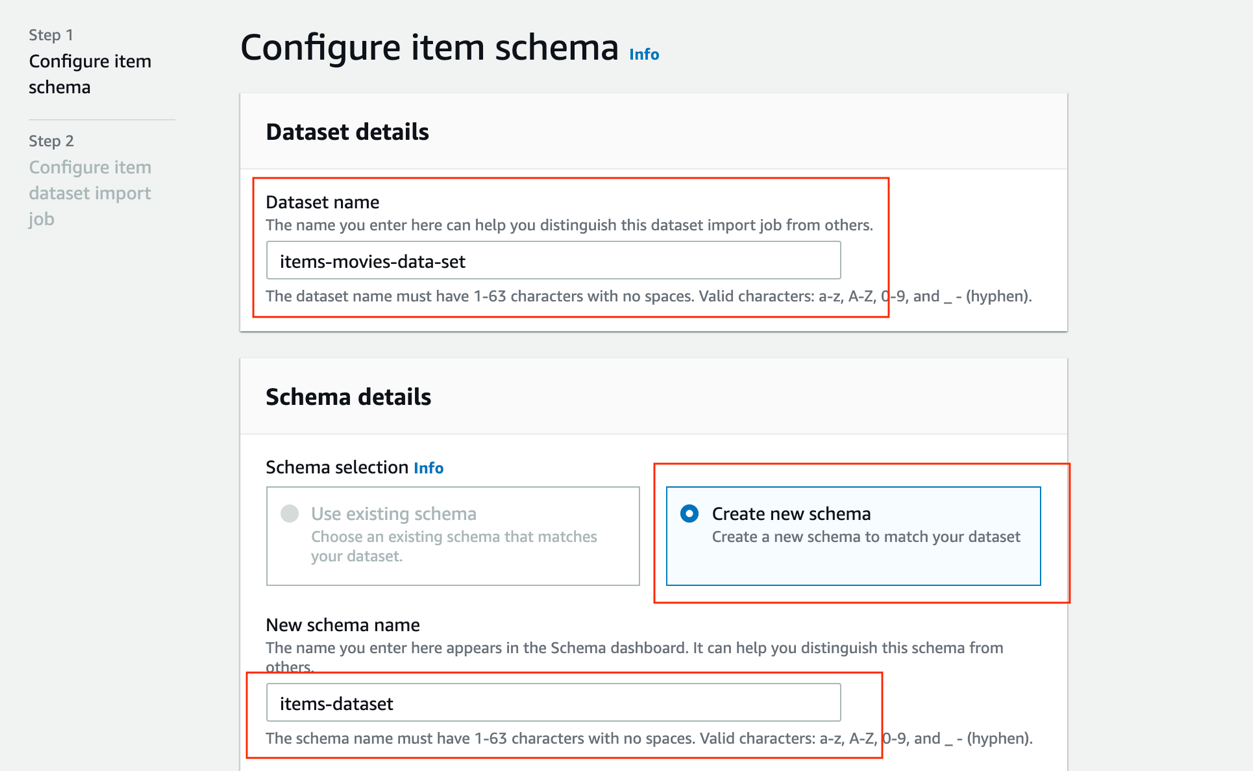 Step 1
Configure item
schema
Step 2
Configure item
dataset import
job
Configure item schema Info
Dataset details
Dataset name
The name you enter here can help you distinguish this dataset import job from others.
items-movies-data-set
The dataset name must have 1-63 characters with no spaces. Valid characters: a-z, A-Z, 0-9, and _ - (hyphen).
Schema details
Schema selection Info
Use existing schema
Choose an existing schema that matches
your dataset.
Create new schema
Create a new schema to match your dataset
New schema name
The name you enter here appears in the Schema dashboard. It can help you distinguish this schema from
others.
items-dataset
The schema name must have 1-63 characters with no spaces. Valid characters: a-z, A-Z, 0-9, and _ - (hyphen).